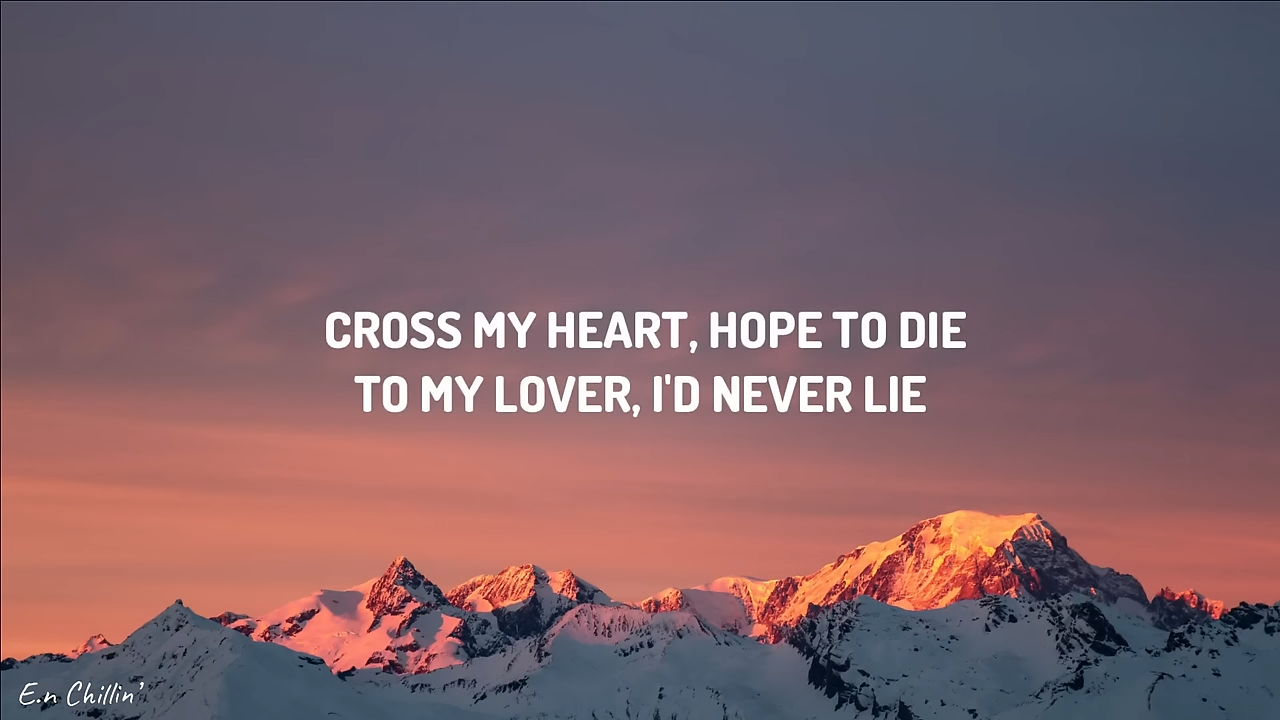 CROSS MY HEART, HOPE TO DIE
TO MY LOVER, I'D NEVER LIE
E.n Chillin'